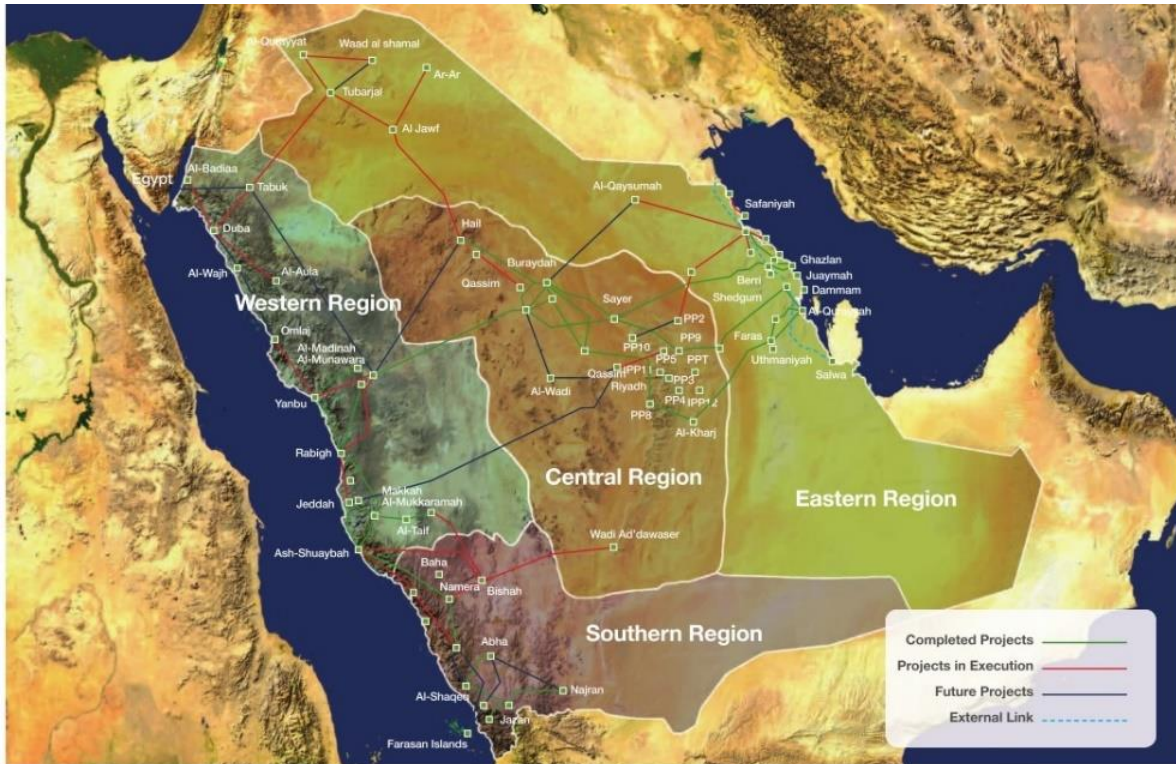 Al-Qurayyat
Waad al shamal
Ar-Ar
Tubarjal
Al Jawf
Al-Badiaa
Egypt
Tabuk
Al-Qaysumah
Safaniyah
Duba
Hail
Al-Wajh
Al-Aula
Buraydah
Ghazlan
Berri
Juaymah
Qassim
Dammam
Western Region
Sayer
Shedgum
Al-Qurayyah
PP2
Omlaj
Faras
PP9
PP10
Al-Madinah
Al-Munawara
PP5
Uthmaniyah
PPT
Salwa
Qassim
PP11
PP3
Riyadh
Al-Wadi
Yanbu
PP4
PP12
PP8
Al-Kharj
Rabigh
Central Region
Eastern Region
Makkah
Al-Mukkaramah
Jeddah
Al-Taif
Wadi Ad'dawaser
Ash-Shuaybah
Baha
Namera
Bishah
Southern Region
Abha
Al-Shaqeq
Najran
Jazan
Farasan Islands
Completed Projects
Projects in Execution
Future Projects
External Link